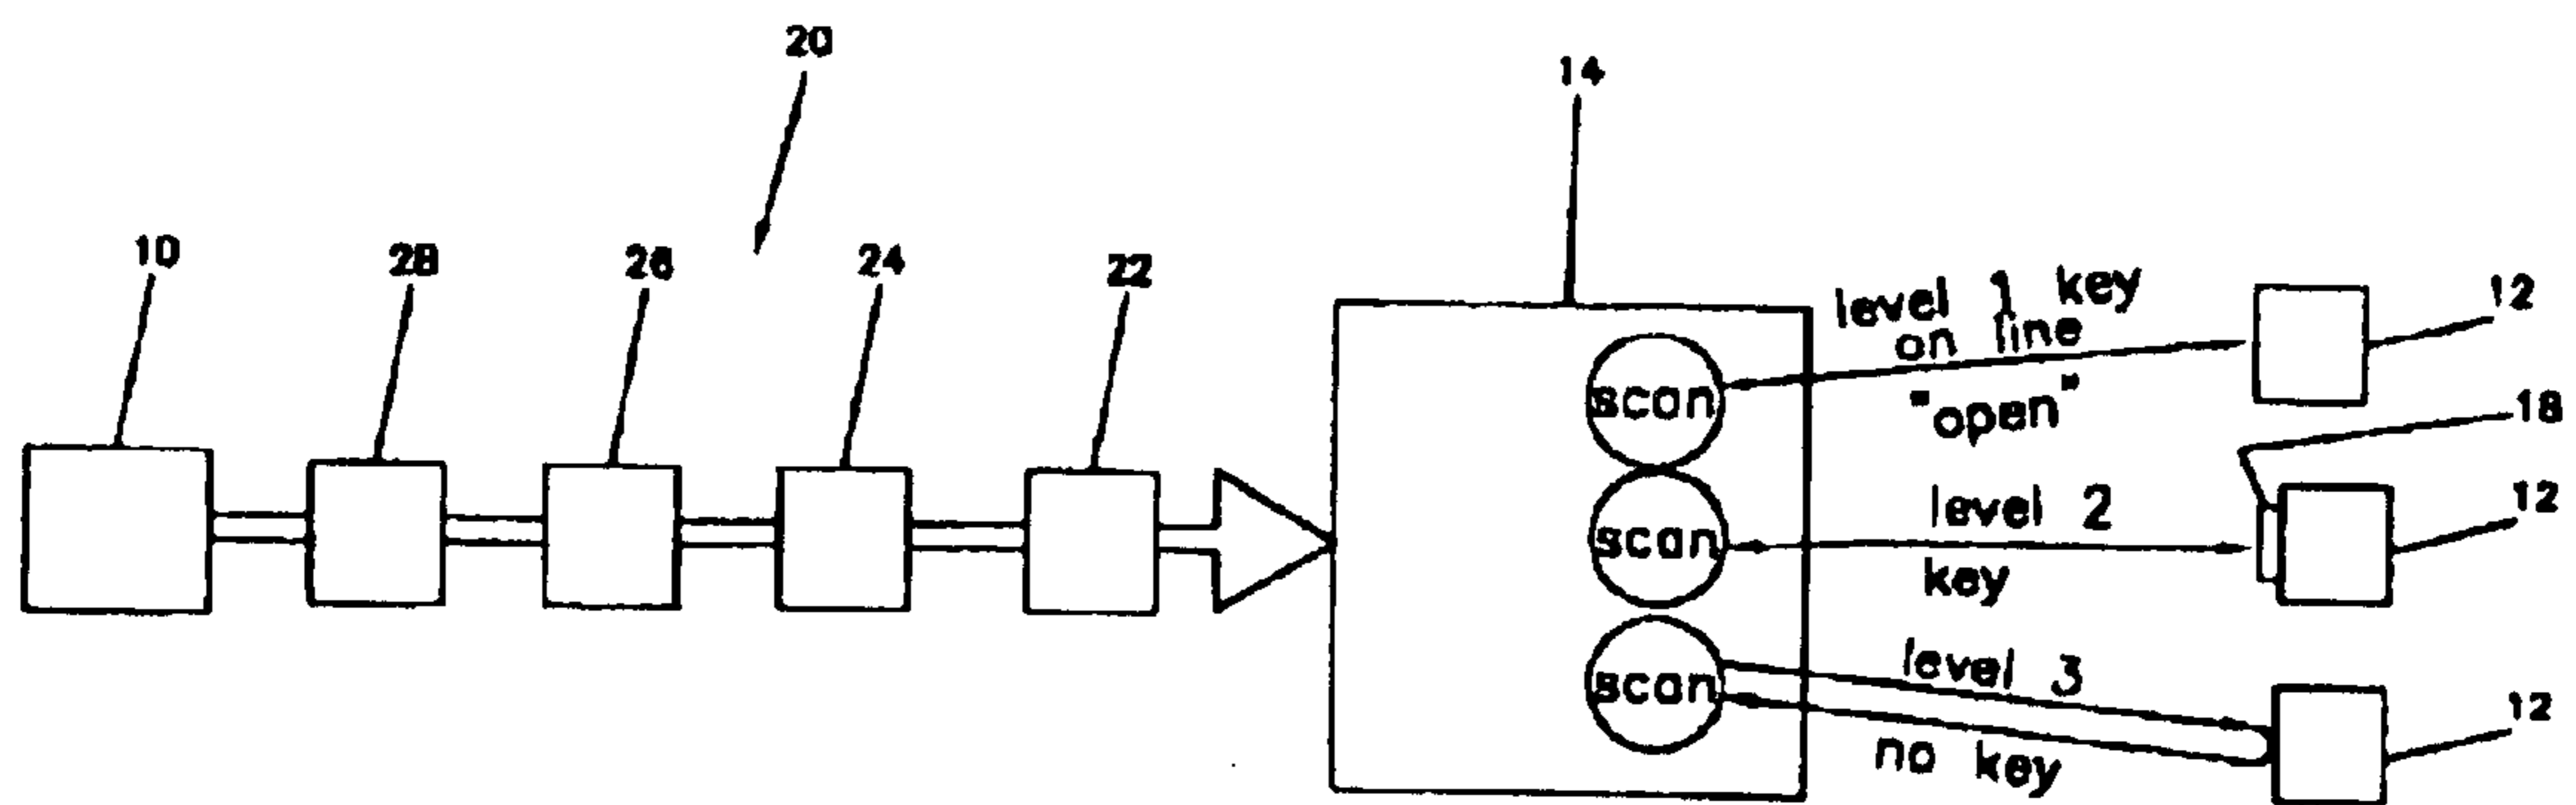 20
14
10
28
26
24
22
level 1 key
on line
"open"
12
scan
18
scan
level 2
key
12
scan
level 3
no key
12